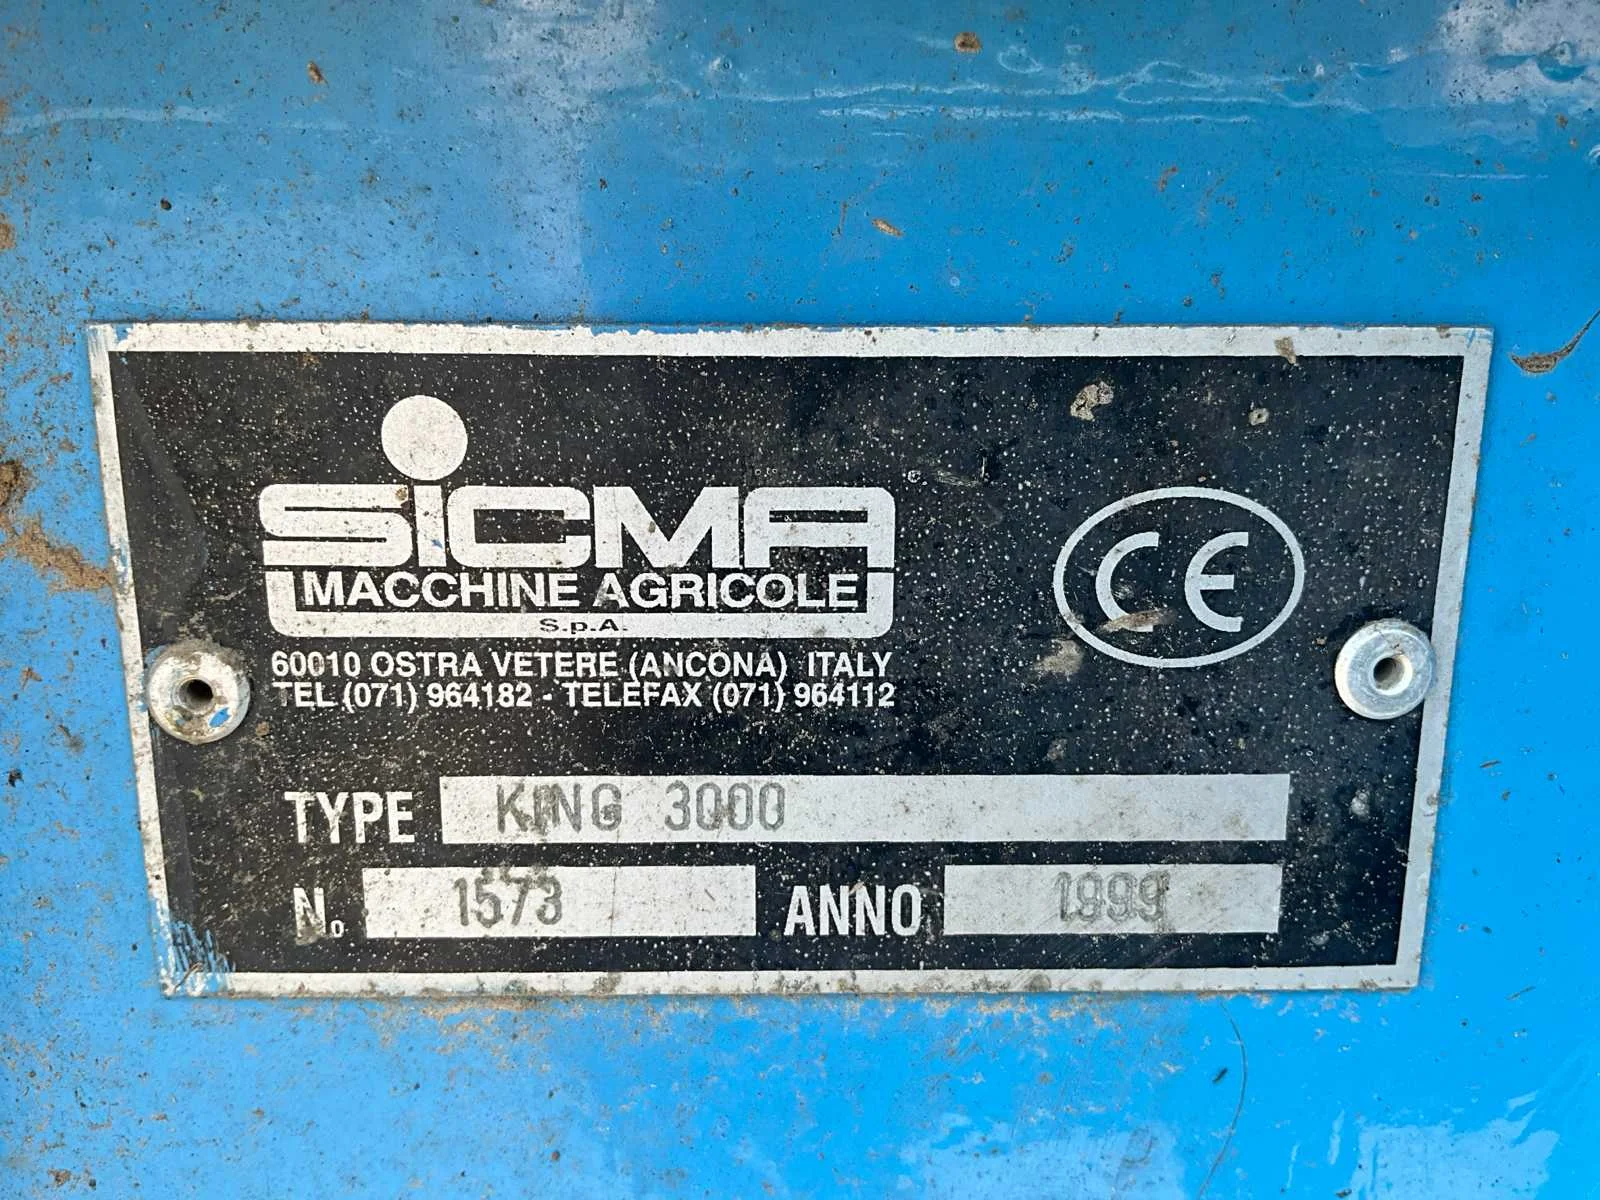 SiCMA
MACCHINE AGRICOLE
S.p.A.
60010 OSTRA VETERE (ANCONA) ITALY
TEL (071) 964182 - TELEFAX (071) 964112
CE
TYPE KING 3000
No 1573 ANNO 1999